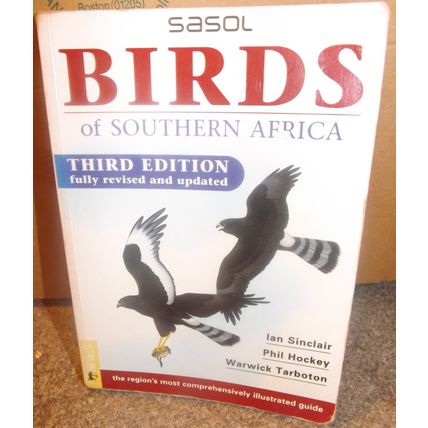 Boston (01205)
sasol
BIRDS
of SOUTHERN AFRICA
THIRD EDITION
fully revised and updated
Ian Sinclair
Phil Hockey
Warwick Tarboton
the region's most comprehensively illustrated guide